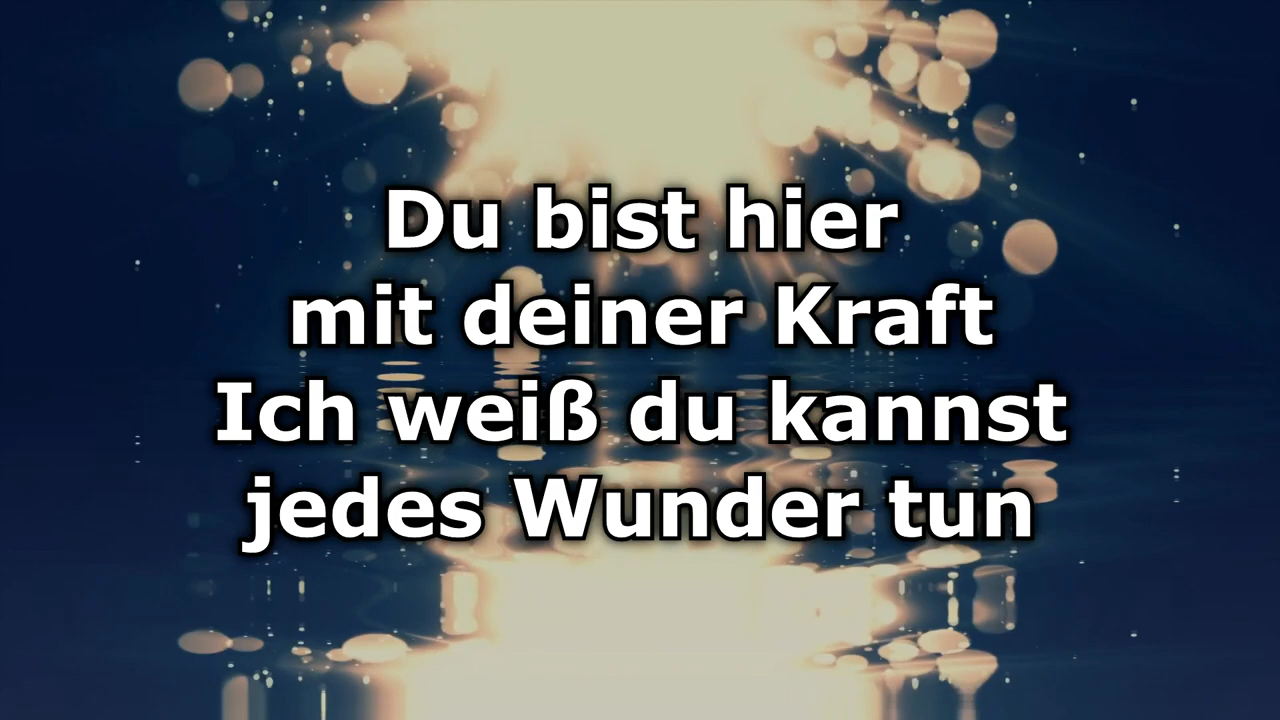 Du bist hier
mit deiner Kraft
Ich weiß du kannst
jedes Wunder tun